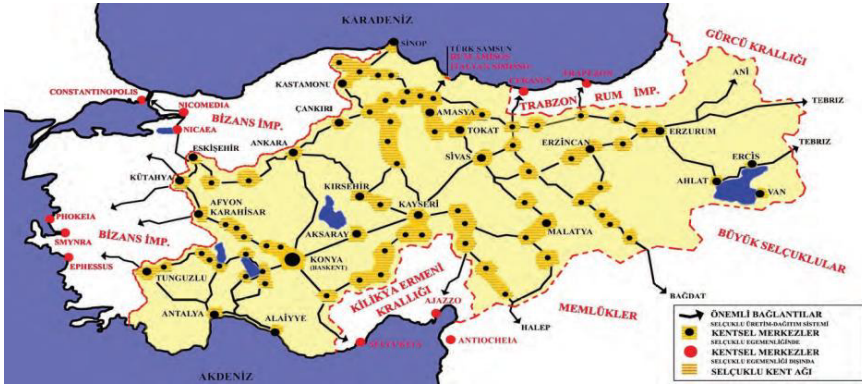 KARADENİZ
SİNOP
TÜRK SAMSUN
GÜRCÜ KRALLIĞI
KASTAMONU
CONSTANTINOPOLIS
NICOMEDIA
BİZANS İMP.
ÇANKIRI
AMASYA
TRABZON RUM İMP.
ANİ
TEBRIZ
NICAEA
TOKAT
ERZİNCAN
ERZURUM
ESKİŞEHİR
ANKARA
SİVAS
ERCİS
TEBRIZ
KÜTAHYA
KIRŞEHİR
AHLAT
VAN
AFYON
KARAHİSAR
KAYSERİ
PHOKEIA
AKSARAY
MALATYA
SMYNRA
BİZANS İMP.
BÜYÜK SELÇUKLULAR
EPHESSUS
KONYA
(BAŞKENT)
TUNGUZLU
KİLİKYA ERMENİ
KRALLIĞI
BAĞDAT
AJAZZO
MEMLÜKLER
ANTALYA
ALAİYYE
HALEP
ANTIOCHEIA
AKDENİZ
ÖNEMLİ BAĞLANTILAR
SELÇUKLU ÜRETİM-DAĞITIM SİSTEMİ
KENTSEL MERKEZLER
SELÇUKLU EGEMENLİĞİNDE
KENTSEL MERKEZLER
SELÇUKLU EGEMENLİĞİ DIŞINDA
SELÇUKLU KENT AĞI